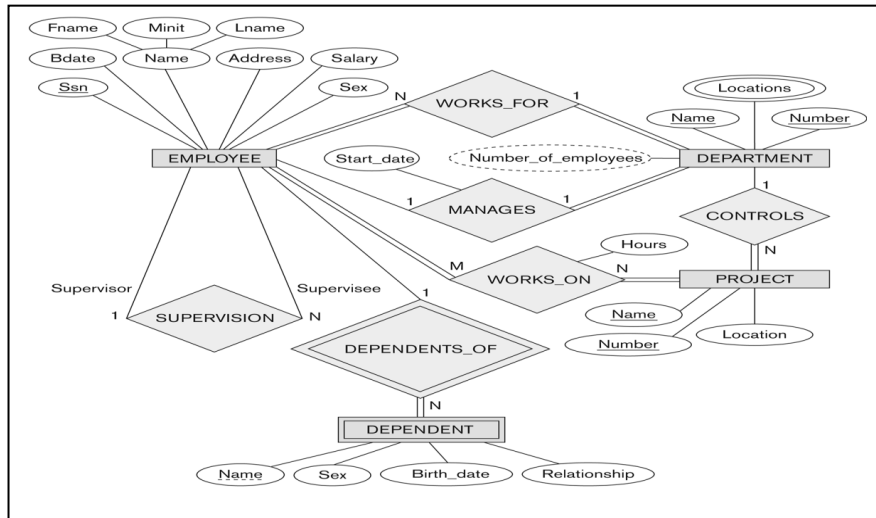 Fname Minit Lname
Bdate Name Address Salary
Ssn Sex
N WORKS_FOR 1
Locations
Name Number
EMPLOYEE Start_date Number_of_employees DEPARTMENT
1 MANAGES 1
1
CONTROLS
N
Hours
M WORKS_ON N PROJECT
Supervisor Supervisee
1 SUPERVISION N
1
Name
Number Location
DEPENDENTS_OF
N
DEPENDENT
Name Sex Birth_date Relationship